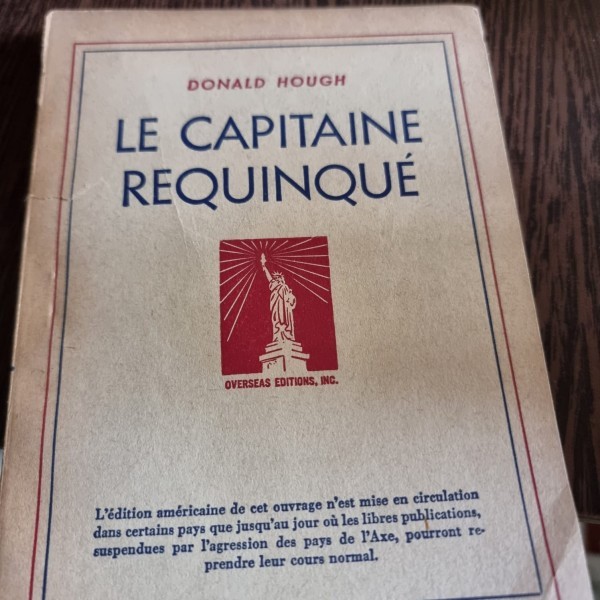 DONALD HOUGH
LE CAPITAINE
REQUINQUÉ
OVERSEAS EDITIONS, INC.
L'édition américaine de cet ouvrage n'est mise en circulation
dans certains pays que jusqu'au jour où les libres publications,
suspendues par l'agression des pays de l'Axe, pourront re-
prendre leur cours normal.